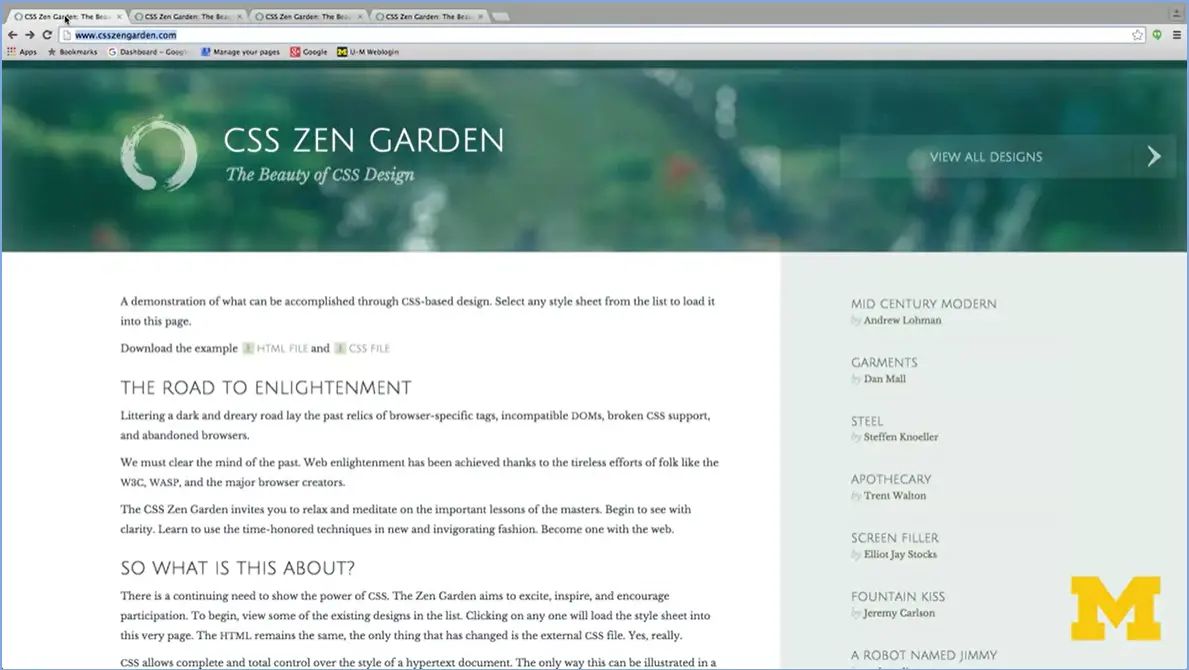 CSS Zen Garden: The Beau
CSS Zen Garden: The Beau
CSS Zen Garden: The Beau
CSS Zen Garden: The Beau
www.csszengarden.com
Apps
Bookmarks
Dashboard – Googl
Manage your pages
Google
U-M Weblogin
CSS ZEN GARDEN
The Beauty of CSS Design
VIEW ALL DESIGNS
A demonstration of what can be accomplished through CSS-based design. Select any style sheet from the list to load it
into this page.
Download the example HTML FILE and CSS FILE
THE ROAD TO ENLIGHTENMENT
Littering a dark and dreary road lay the past relics of browser-specific tags, incompatible DOMs, broken CSS support,
and abandoned browsers.
We must clear the mind of the past. Web enlightenment has been achieved thanks to the tireless efforts of folk like the
W3C, WASP, and the major browser creators.
The CSS Zen Garden invites you to relax and meditate on the important lessons of the masters. Begin to see with
clarity. Learn to use the time-honored techniques in new and invigorating fashion. Become one with the web.
SO WHAT IS THIS ABOUT?
There is a continuing need to show the power of CSS. The Zen Garden aims to excite, inspire, and encourage
participation. To begin, view some of the existing designs in the list. Clicking on any one will load the style sheet into
this very page. The HTML remains the same, the only thing that has changed is the external CSS file. Yes, really.
CSS allows complete and total control over the style of a hypertext document. The only way this can be illustrated in a
MID CENTURY MODERN
by Andrew Lohman
GARMENTS
by Dan Mall
STEEL
by Steffen Knoeller
APOTHECARY
by Trent Walton
SCREEN FILLER
by Elliot Jay Stocks
FOUNTAIN KISS
by Jeremy Carlson
A ROBOT NAMED JIMMY
M